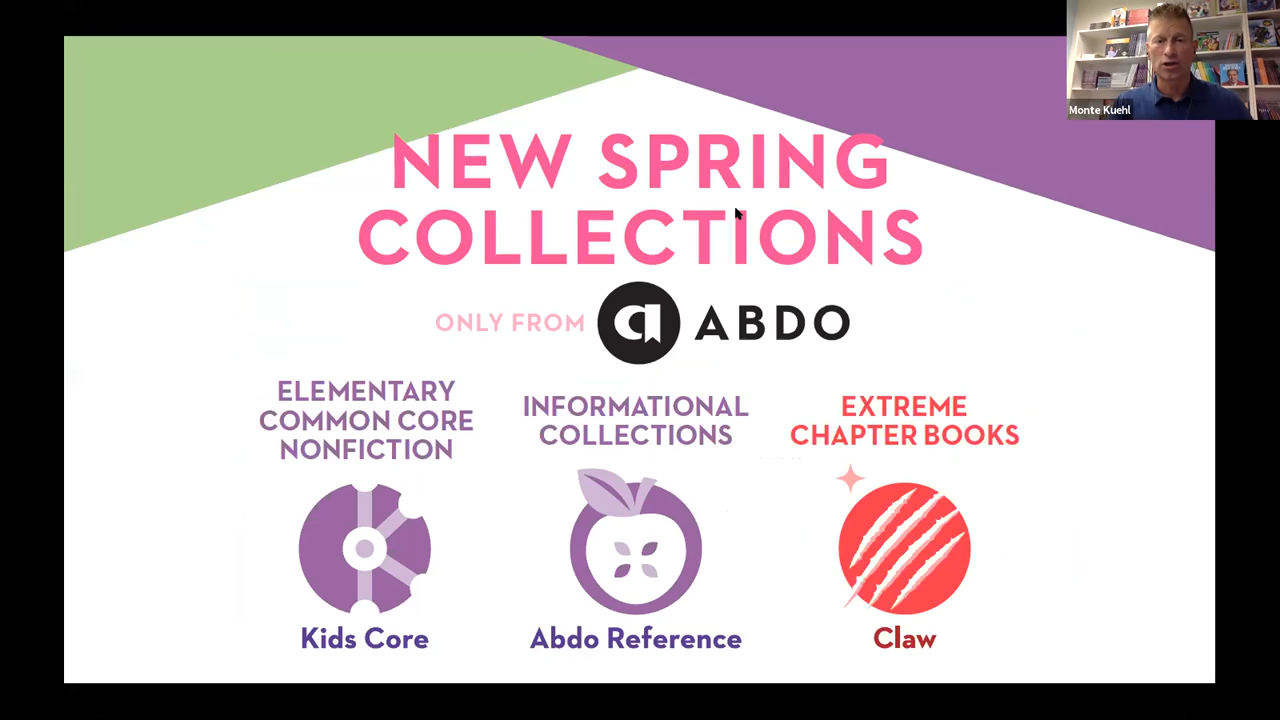 Monte Kuehl
NEW SPRING
COLLECTIONS
ONLY FROM
a ABDO
ELEMENTARY
COMMON CORE
NONFICTION
INFORMATIONAL
COLLECTIONS
EXTREME
CHAPTER BOOKS
Kids Core
Abdo Reference
Claw